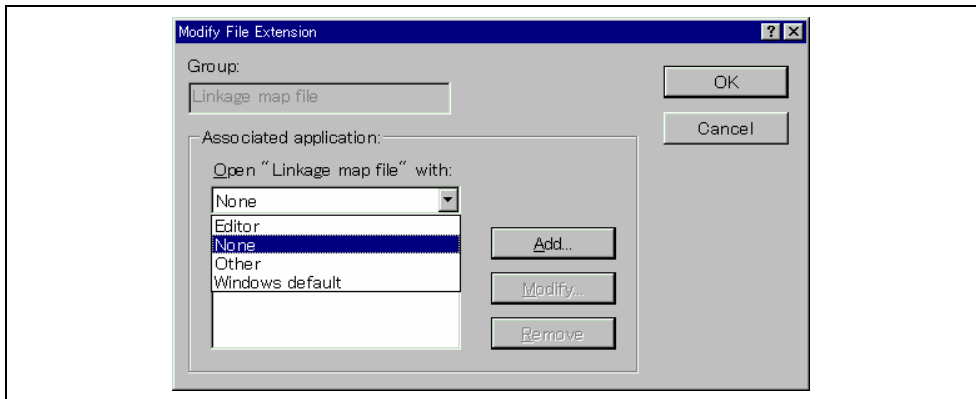 Modify File Extension
Group:
Linkage map file
OK
Cancel
Associated application:
Open "Linkage map file" with:
None
Editor
None
Other
Windows default
Add...
Modify...
Remove